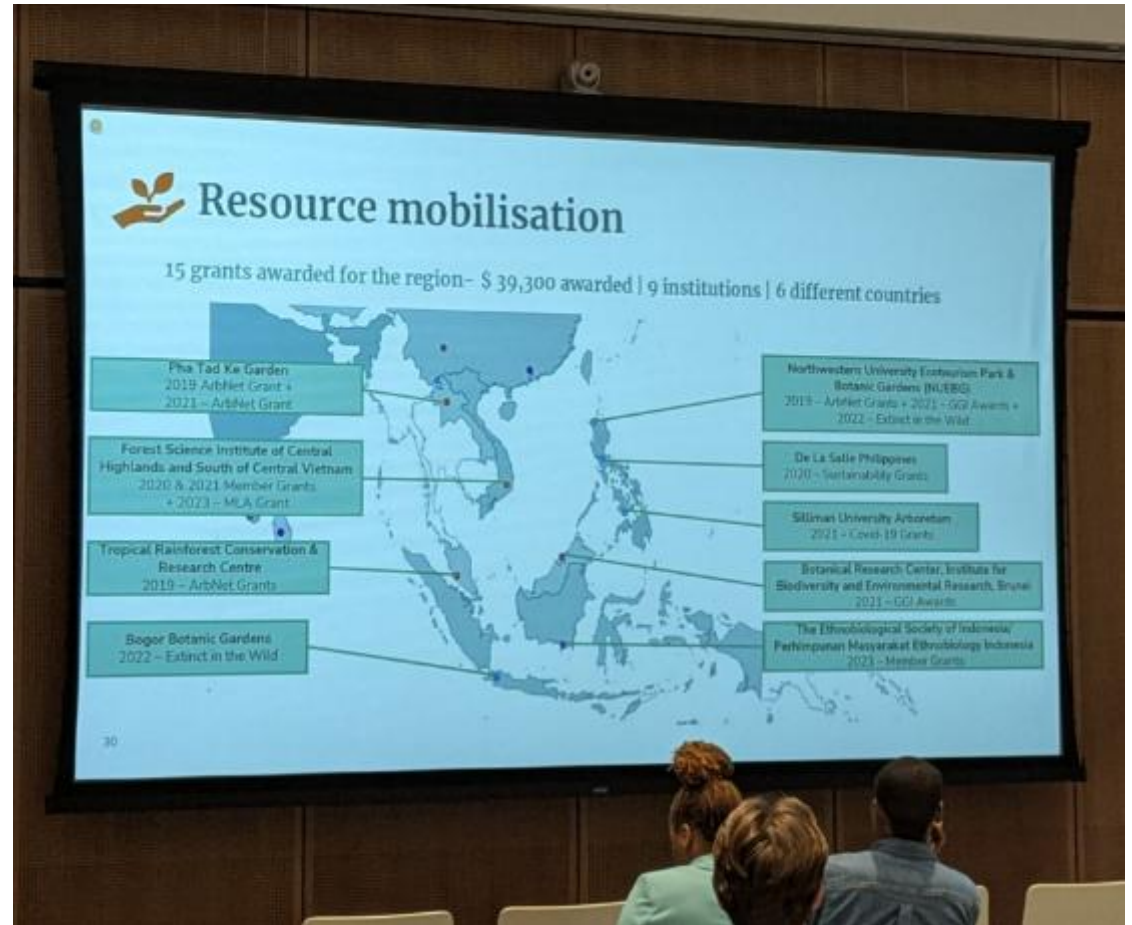 Resource mobilisation
15 grants awarded for the region- $ 39,300 awarded | 9 institutions | 6 different countries
Pha Tad Ke Garden
2019 ArbNet Grant +
2021 – ArbNet Grant
Forest Science Institute of Central
Highlands and South of Central Vietnam
2020 & 2021 Member Grants
+ 2023 – MLA Grant
Tropical Rainforest Conservation &
Research Centre
2019 – ArbNet Grants
Bogor Botanic Gardens
2022 – Extinct in the Wild
Northwestern University Ecotourism Park &
Botanic Gardens (NUEBG)
2019 – ArbNet Grants + 2021 – GGI Awards +
2022 – Extinct in the Wild
De La Salle Philippines
2020 – Sustainability Grants
Silliman University Arboretum
2021 – Covid-19 Grants
Botanical Research Center, Institute for
Biodiversity and Environmental Research, Brunei
2021 – GGI Awards
The Ethnobiological Society of Indonesia/
Perhimpunan Masyarakat Ethnobiology Indonesia
2023 – Member Grants
30